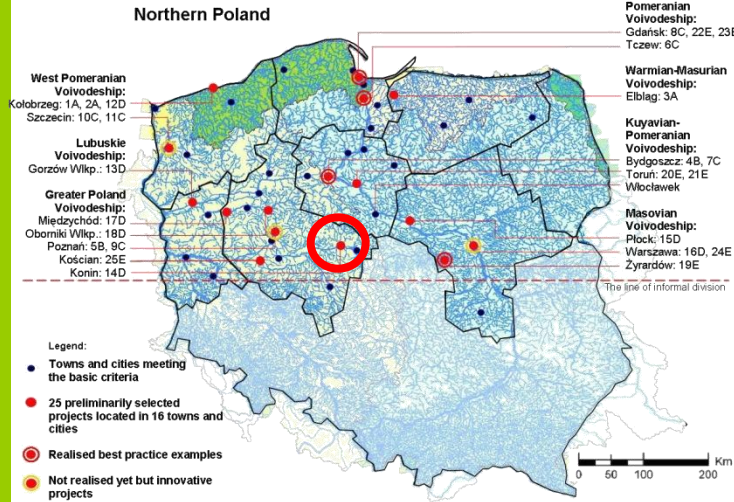 Northern Poland
West Pomeranian
Voivodeship:
Kołobrzeg: 1A, 2A, 12D
Szczecin: 10C, 11C
Lubuskie
Voivodeship:
Gorzów Wlkp.: 13D
Greater Poland
Voivodeship:
Międzychód: 17D
Oborniki Wlkp.: 18D
Poznań: 5B, 9C
Kościan: 25E
Konin: 14D
Pomeranian
Voivodeship:
Gdańsk: 8C, 22E, 23E
Tczew: 6C
Warmian-Masurian
Voivodeship:
Elbląg: 3A
Kuyavian-
Pomeranian
Voivodeship:
Bydgoszcz: 4B, 7C
Toruń: 20E, 21E
Włocławek
Masovian
Voivodeship:
Płock: 15D
Warszawa: 16D, 24E
Żyrardów: 19E
The line of informal division
Legend:
Towns and cities meeting
the basic criteria
25 preliminarily selected
projects located in 16 towns and
cities
Realised best practice examples
Not realised yet but innovative
projects
Km
0 50 100 200